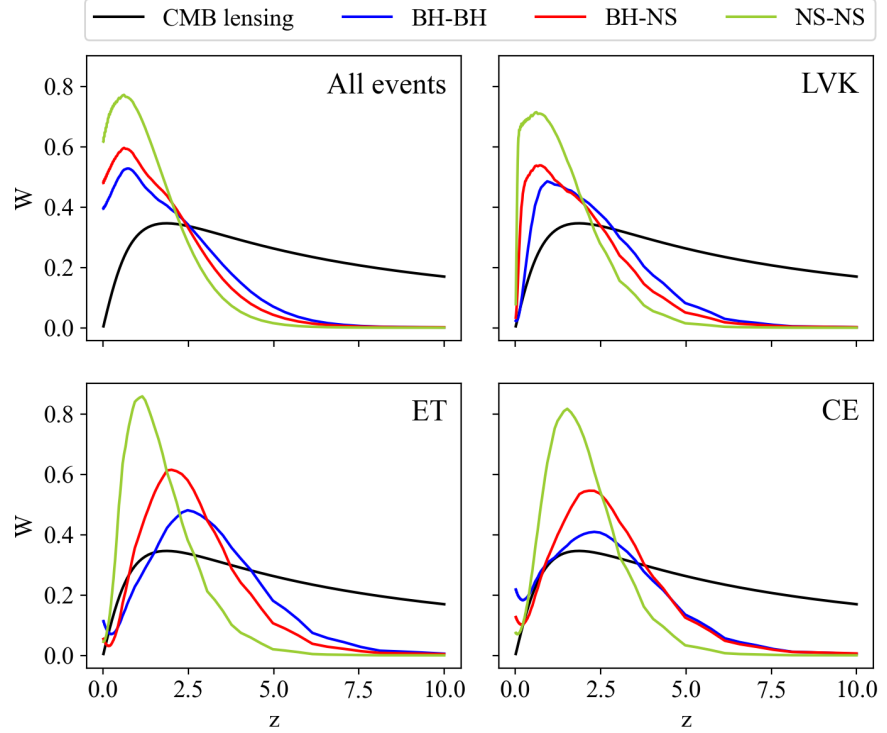 CMB lensing BH-BH BH-NS NS-NS
All events LVK
0.8
0.6
W
0.4
0.2
0.0
ET CE
0.8
0.6
W
0.4
0.2
0.0
0.0 2.5 5.0 7.5 10.0 0.0 2.5 5.0 7.5 10.0
z z